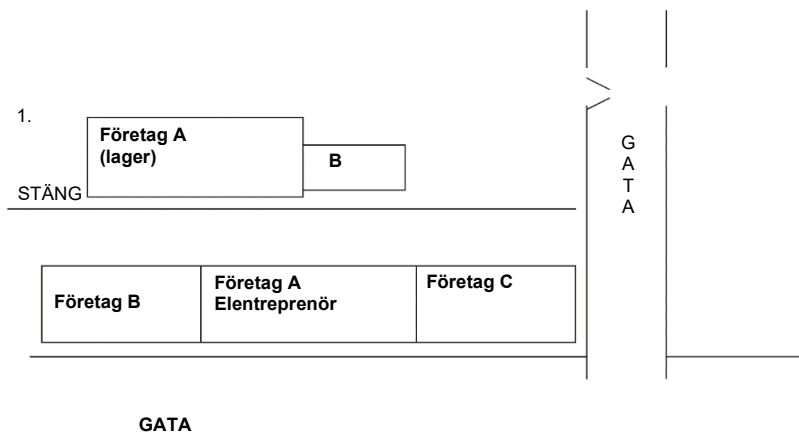 1.
Företag A
(lager)
B
STÄNG
G
A
T
A
Företag B
Företag A
Elentreprenör
Företag C
GATA